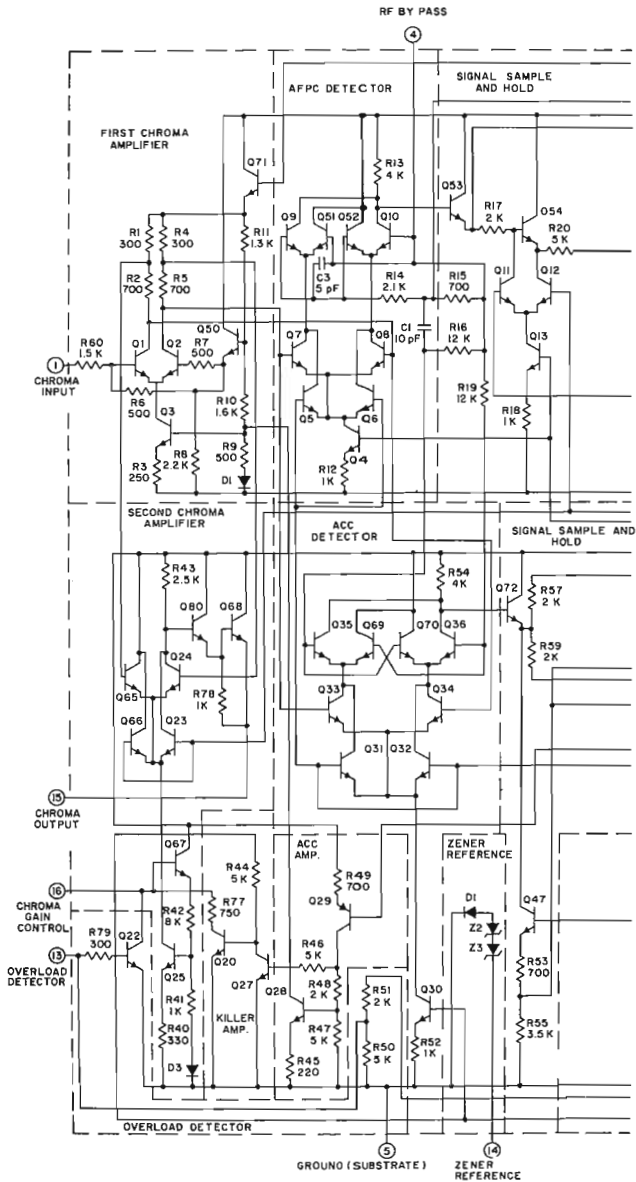 RF BY PASS
4
AFPC DETECTOR
SIGNAL SAMPLE
AND HOLD
FIRST CHROMA
AMPLIFIER
Q71
R13
4 K
Q53
R17
2 K
Q54
R1
300
R4
300
R11
1.3 K
Q9
Q51
Q52
Q10
R20
5 K
R2
700
R5
700
C3
5 pF
R14
2.1 K
R15
700
Q11
Q12
Q50
R60
1.5 K
Q1
Q2
R7
500
Q7
Q8
C1
10 pF
R16
12 K
Q13
1
CHROMA
INPUT
R6
500
Q3
R10
1.6 K
Q5
Q6
R19
12 K
R18
1 K
R3
250
R8
2.2 K
R9
500
D1
Q4
R12
1 K
SECOND CHROMA
AMPLIFIER
ACC
DETECTOR
SIGNAL SAMPLE AND
HOLD
R43
2.5 K
Q80
Q68
R54
4K
Q72
R57
2 K
Q35
Q69
Q70
Q36
R59
2K
Q24
Q65
R78
1K
Q33
Q34
Q66
Q23
Q31
Q32
15
CHROMA
OUTPUT
Q67
R44
5 K
ACC
AMP.
R49
700
ZENER
REFERENCE
16
CHROMA
GAIN
CONTROL
R77
750
Q29
D1
Z2
Z3
Q47
R42
8 K
R79
300
Q22
13
OVERLOAD
DETECTOR
Q25
Q20
Q27
R46
5 K
R53
700
R41
1 K
R40
330
D3
KILLER
AMP.
Q28
R48
2 K
R51
2 K
Q30
R47
5 K
R45
220
R50
5 K
R52
1K
R55
3.5 K
OVERLOAD DETECTOR
5
GROUND (SUBSTRATE)
14
ZENER
REFERENCE